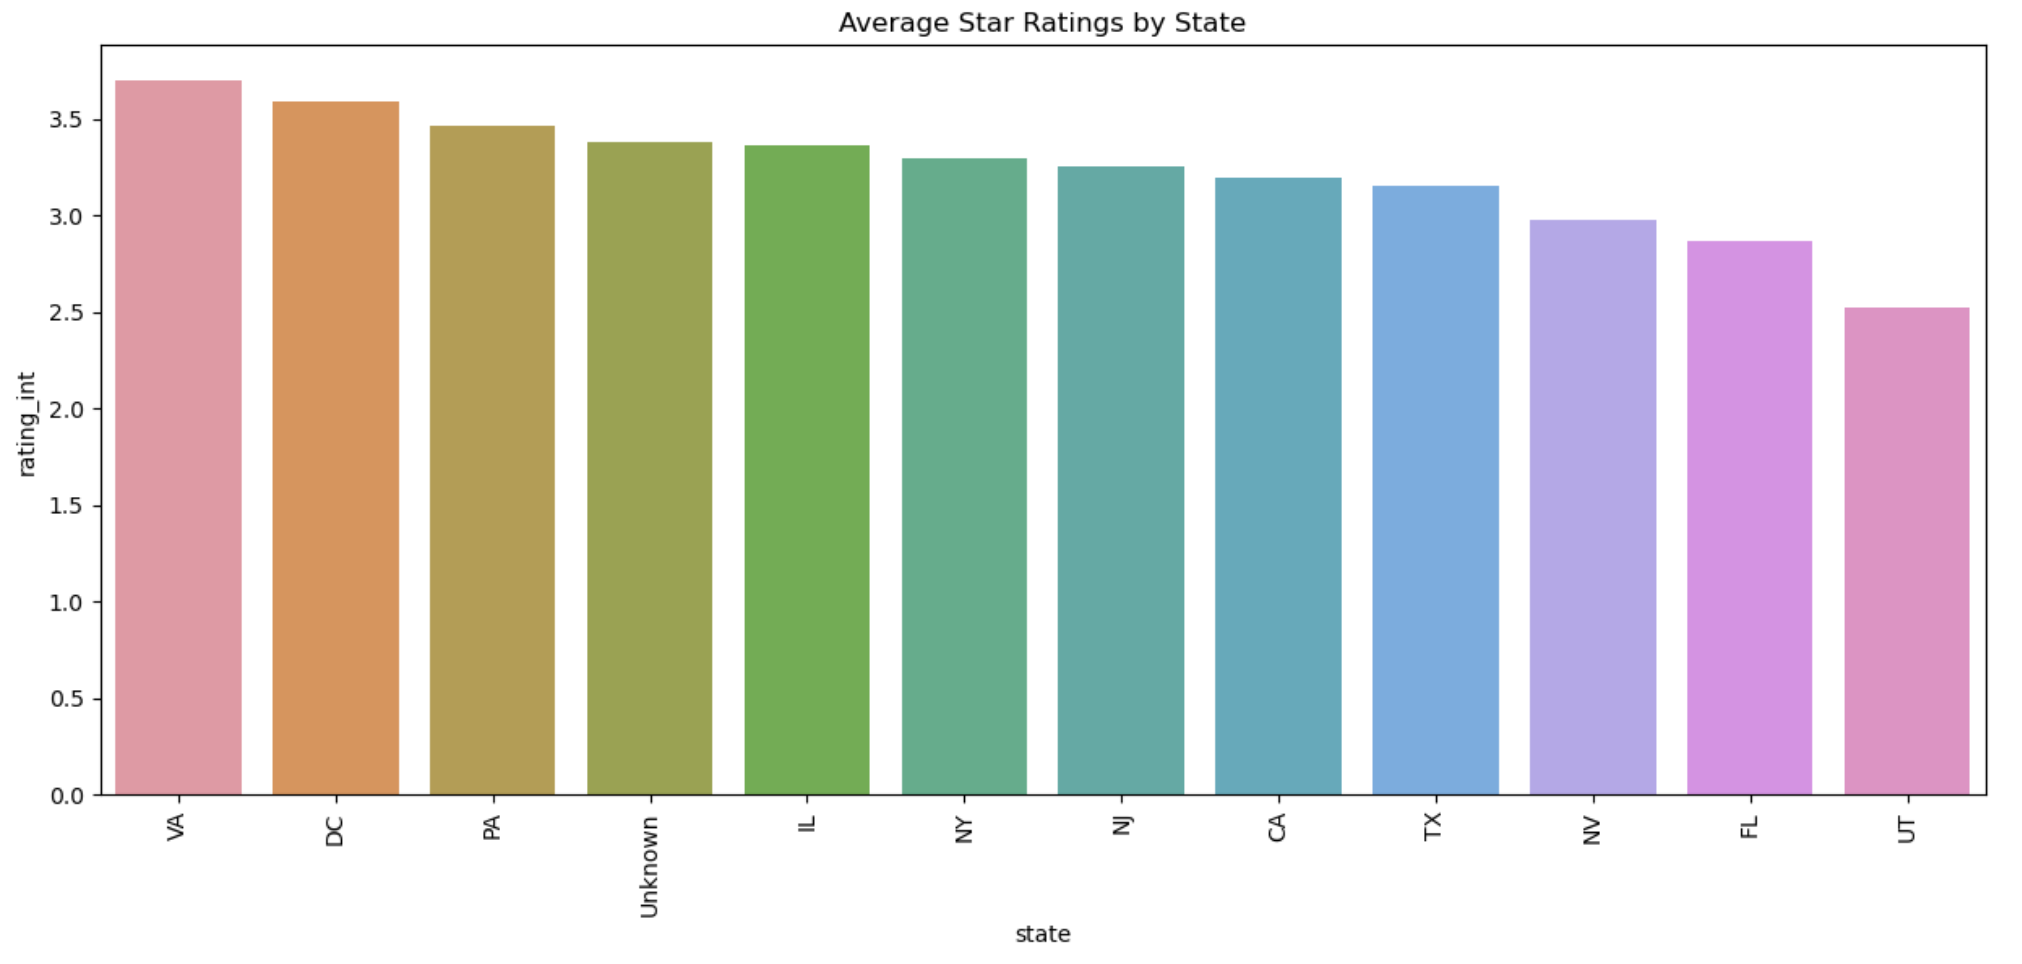 Average Star Ratings by State
rating_int
3.5
3.0
2.5
2.0
1.5
1.0
0.5
0.0
VA
DC
PA
Unknown
IL
NY
NJ
CA
TX
NV
FL
UT
state